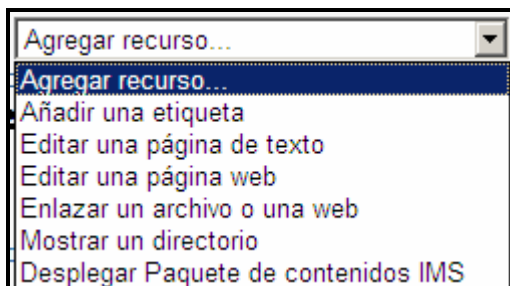 Agregar recurso...
Agregar recurso...
Añadir una etiqueta
Editar una página de texto
Editar una página web
Enlazar un archivo o una web
Mostrar un directorio
Desplegar Paquete de contenidos IMS